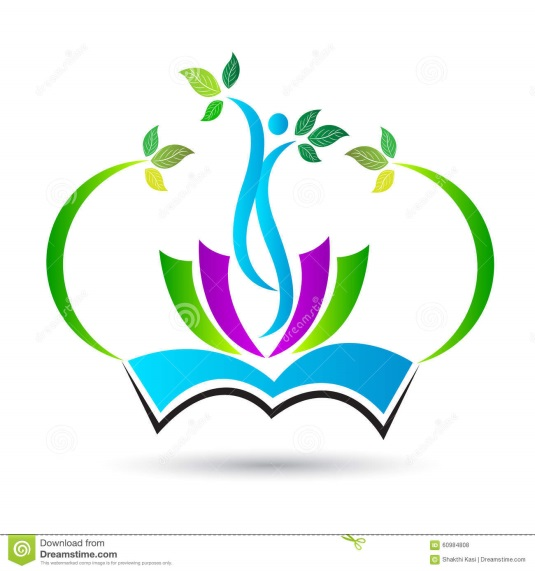 Download from
Dreamstime.com
This watermarked comp image is for previewing purposes only.
60984808
Shakthi Kasi | Dreamstime.com